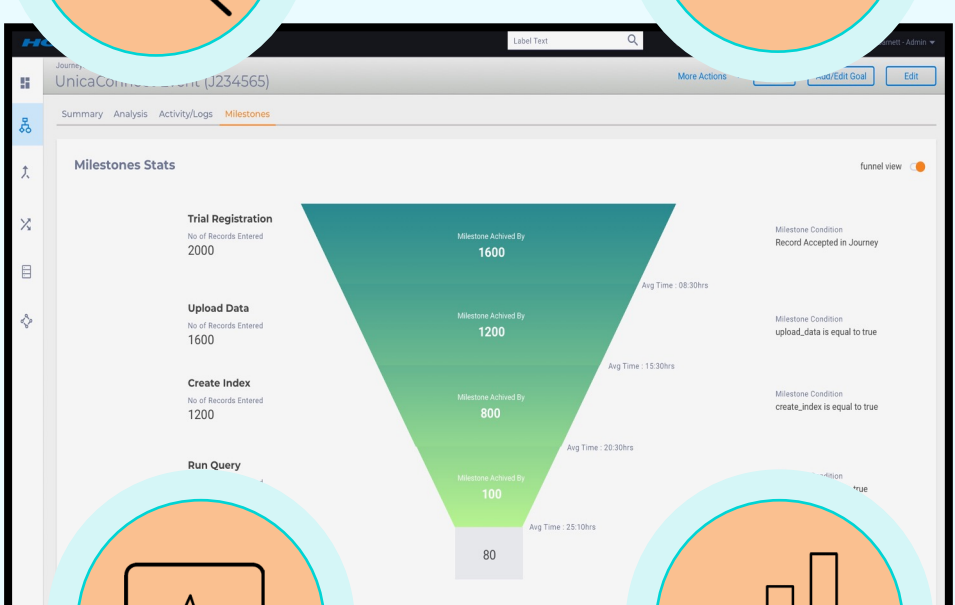 Label Text
- Admin
UnicaConnect Event (J234565)
More Actions
Add/Edit Goal
Edit
Summary Analysis Activity/Logs Milestones
Milestones Stats
funnel view
Trial Registration
No of Records Entered
2000
Milestone Achived By
1600
Milestone Condition
Record Accepted in Journey
Avg Time : 08:30hrs
Upload Data
No of Records Entered
1600
Milestone Achived By
1200
Milestone Condition
upload_data is equal to true
Avg Time : 15:30hrs
Create Index
No of Records Entered
1200
Milestone Achived By
800
Milestone Condition
create_index is equal to true
Avg Time : 20:30hrs
Run Query
Milestone Achived By
100
true
Avg Time : 25:10hrs
80